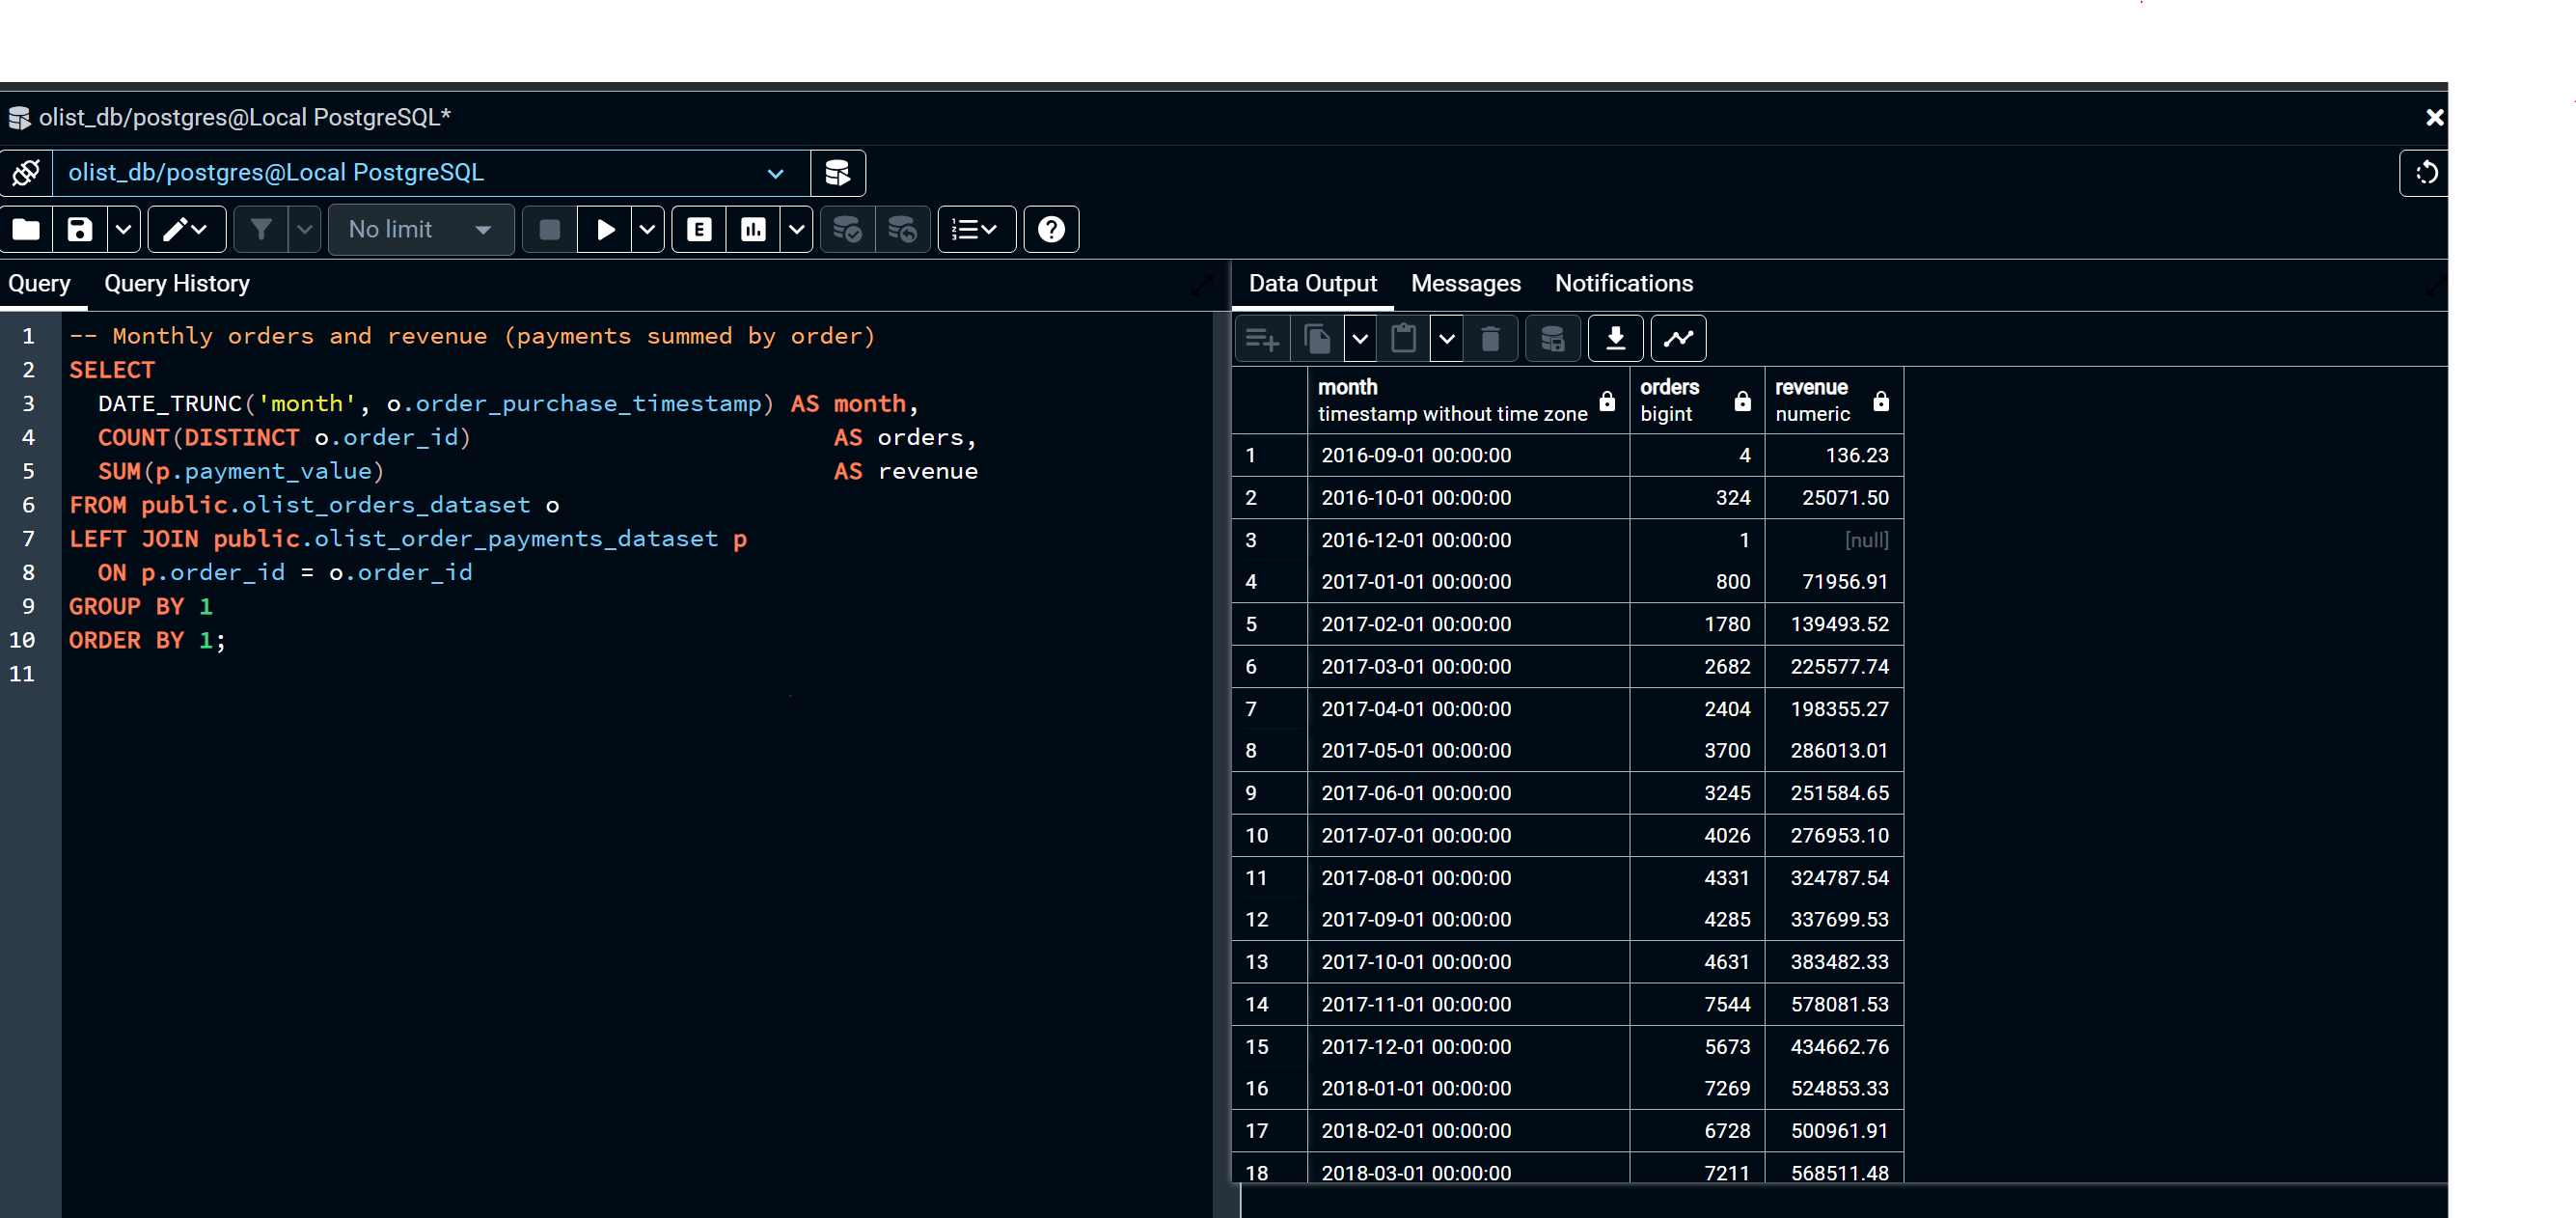 olist_db/postgres@Local PostgreSQL*
olist_db/postgres@Local PostgreSQL
No limit
E
Query Query History
1 -- Monthly orders and revenue (payments summed by order)
2 SELECT
3 DATE_TRUNC('month', o.order_purchase_timestamp) AS month,
4 COUNT(DISTINCT o.order_id) AS orders,
5 SUM(p.payment_value) AS revenue
6 FROM public.olist_orders_dataset o
7 LEFT JOIN public.olist_order_payments_dataset p
8 ON p.order_id = o.order_id
9 GROUP BY 1
10 ORDER BY 1;
11
Data Output Messages Notifications
month orders revenue
timestamp without time zone bigint numeric
1 2016-09-01 00:00:00 4 136.23
2 2016-10-01 00:00:00 324 25071.50
3 2016-12-01 00:00:00 1 [null]
4 2017-01-01 00:00:00 800 71956.91
5 2017-02-01 00:00:00 1780 139493.52
6 2017-03-01 00:00:00 2682 225577.74
7 2017-04-01 00:00:00 2404 198355.27
8 2017-05-01 00:00:00 3700 286013.01
9 2017-06-01 00:00:00 3245 251584.65
10 2017-07-01 00:00:00 4026 276953.10
11 2017-08-01 00:00:00 4331 324787.54
12 2017-09-01 00:00:00 4285 337699.53
13 2017-10-01 00:00:00 4631 383482.33
14 2017-11-01 00:00:00 7544 578081.53
15 2017-12-01 00:00:00 5673 434662.76
16 2018-01-01 00:00:00 7269 524853.33
17 2018-02-01 00:00:00 6728 500961.91
18 2018-03-01 00:00:00 7211 568511.48